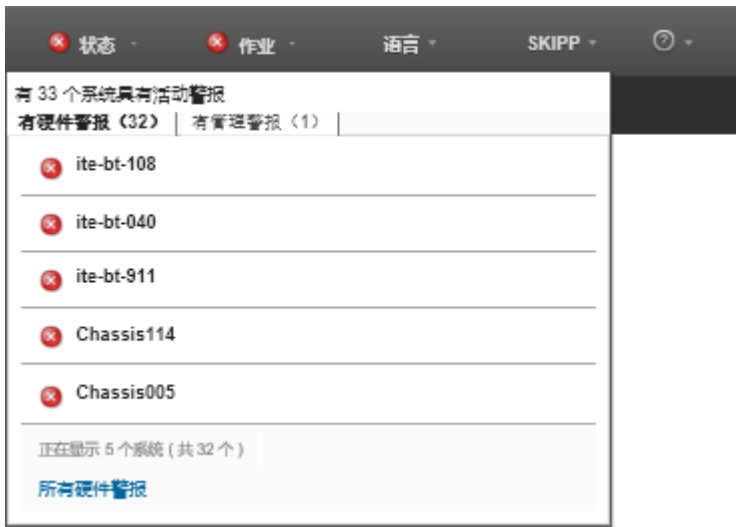 状态 作业 语言 SKIPP ?
有 33 个系统具有活动警报
有硬件警报（32） 有管理警报（1）
ite-bt-108
ite-bt-040
ite-bt-911
Chassis114
Chassis005
正在显示 5 个系统 ( 共 32 个 )
所有硬件警报